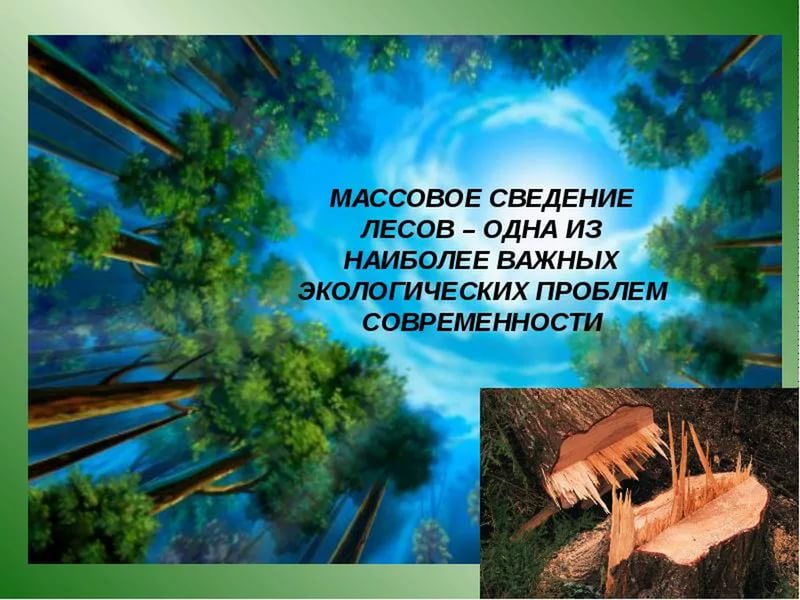 МАССОВОЕ СВЕДЕНИЕ
ЛЕСОВ – ОДНА ИЗ
НАИБОЛЕЕ ВАЖНЫХ
ЭКОЛОГИЧЕСКИХ ПРОБЛЕМ
СОВРЕМЕННОСТИ